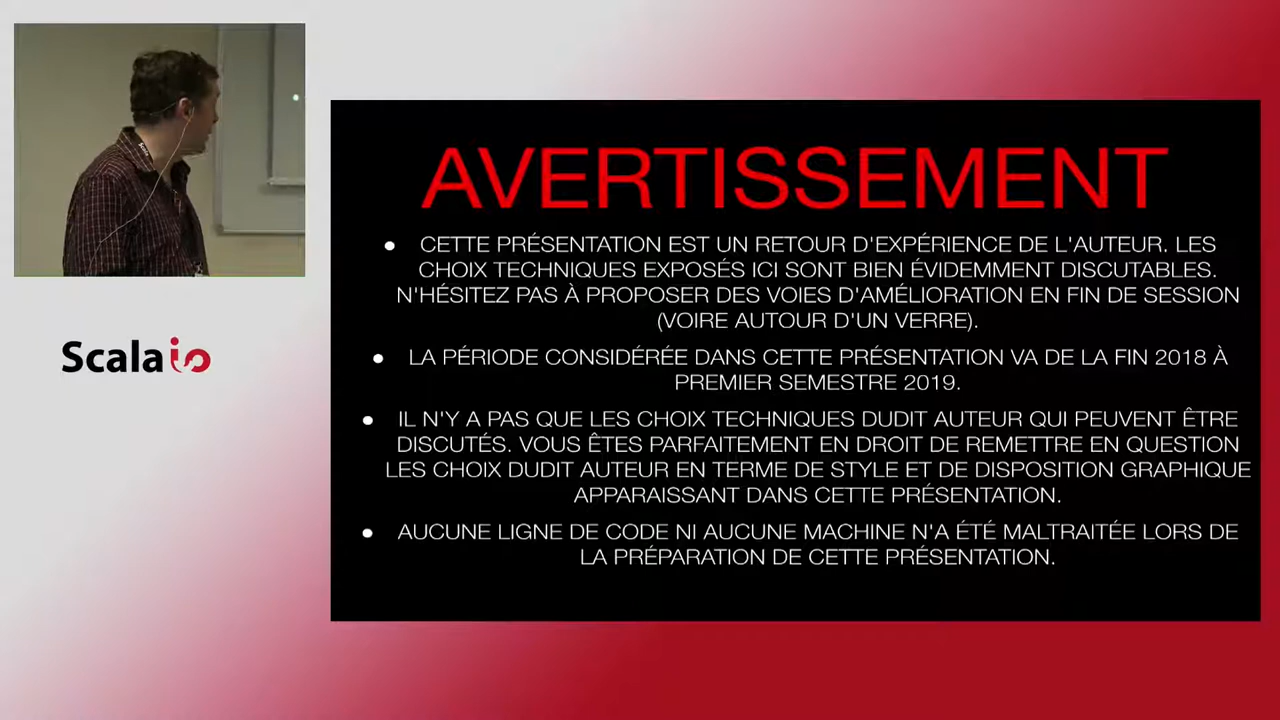 Scalaio
AVERTISSEMENT
• CETTE PRÉSENTATION EST UN RETOUR D'EXPÉRIENCE DE L'AUTEUR. LES
CHOIX TECHNIQUES EXPOSÉS ICI SONT BIEN ÉVIDEMMENT DISCUTABLES.
N'HÉSITEZ PAS À PROPOSER DES VOIES D'AMÉLIORATION EN FIN DE SESSION
(VOIRE AUTOUR D'UN VERRE).
• LA PÉRIODE CONSIDÉRÉE DANS CETTE PRÉSENTATION VA DE LA FIN 2018 À
PREMIER SEMESTRE 2019.
• IL N'Y A PAS QUE LES CHOIX TECHNIQUES DUDIT AUTEUR QUI PEUVENT ÊTRE
DISCUTÉS. VOUS ÊTES PARFAITEMENT EN DROIT DE REMETTRE EN QUESTION
LES CHOIX DUDIT AUTEUR EN TERME DE STYLE ET DE DISPOSITION GRAPHIQUE
APPARAISSANT DANS CETTE PRÉSENTATION.
• AUCUNE LIGNE DE CODE NI AUCUNE MACHINE N'A ÉTÉ MALTRAITÉE LORS DE
LA PRÉPARATION DE CETTE PRÉSENTATION.